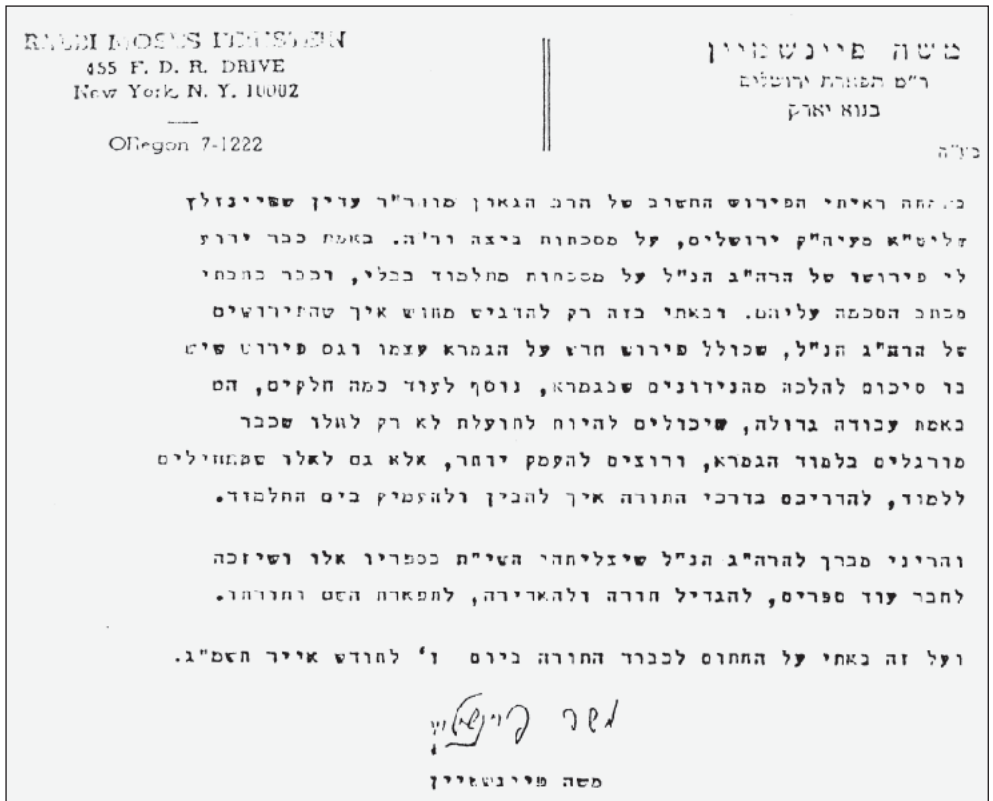 RABBI MOSES FEINSTEIN
455 F. D. R. DRIVE
New York, N. Y. 10002
ORegon 7-1222
משה פיינשטיין
ר"מ תפארת ירושלים
בנוא יארק
בע"ה
בשמחה ראיתי הפירוש החשוב של הרב הגאון מוהר"ר עדין שטיינזלץ
שליט"א מעיה"ק ירושלים, על מסכתות ביצה ור"ה. באמת כבר ידוע
לי פירושו של הרה"ג הנ"ל על מסכתות מתלמוד בבלי, וכבר כתבתי
מכתב הסכמה עליהם. ובאתי בזה רק להדגיש מחדש איך שהפירושים
של הרה"ג הנ"ל, שכולל פירוש חדש על הגמרא עצמו וגם פירוש שיש
בו סיכום להלכה מהנידונים שבגמרא, נוסף לעוד כמה חלקים, הם
באמת עבודה גדולה, שיכולים להיות לתועלת לא רק לאלו שכבר
מורגלים בלמוד הגמרא, ורוצים להעמק יותר, אלא גם לאלו שמתחילים
ללמוד, להדריכם בדרכי התורה איך להבין ולהעמיק בים התלמוד.
והריני מברך להרה"ג הנ"ל שיצליחהו השי"ת בספריו אלו ושיזכה
לחבר עוד ספרים, להגדיל תורה ולהאדירה, לתפארת השם ותורתו.
ועל זה באתי על החתום לכבוד התורה ביום ו' לחודש אייר תשמ"ג.
משה פיינשטיין
משה פיינשטיין